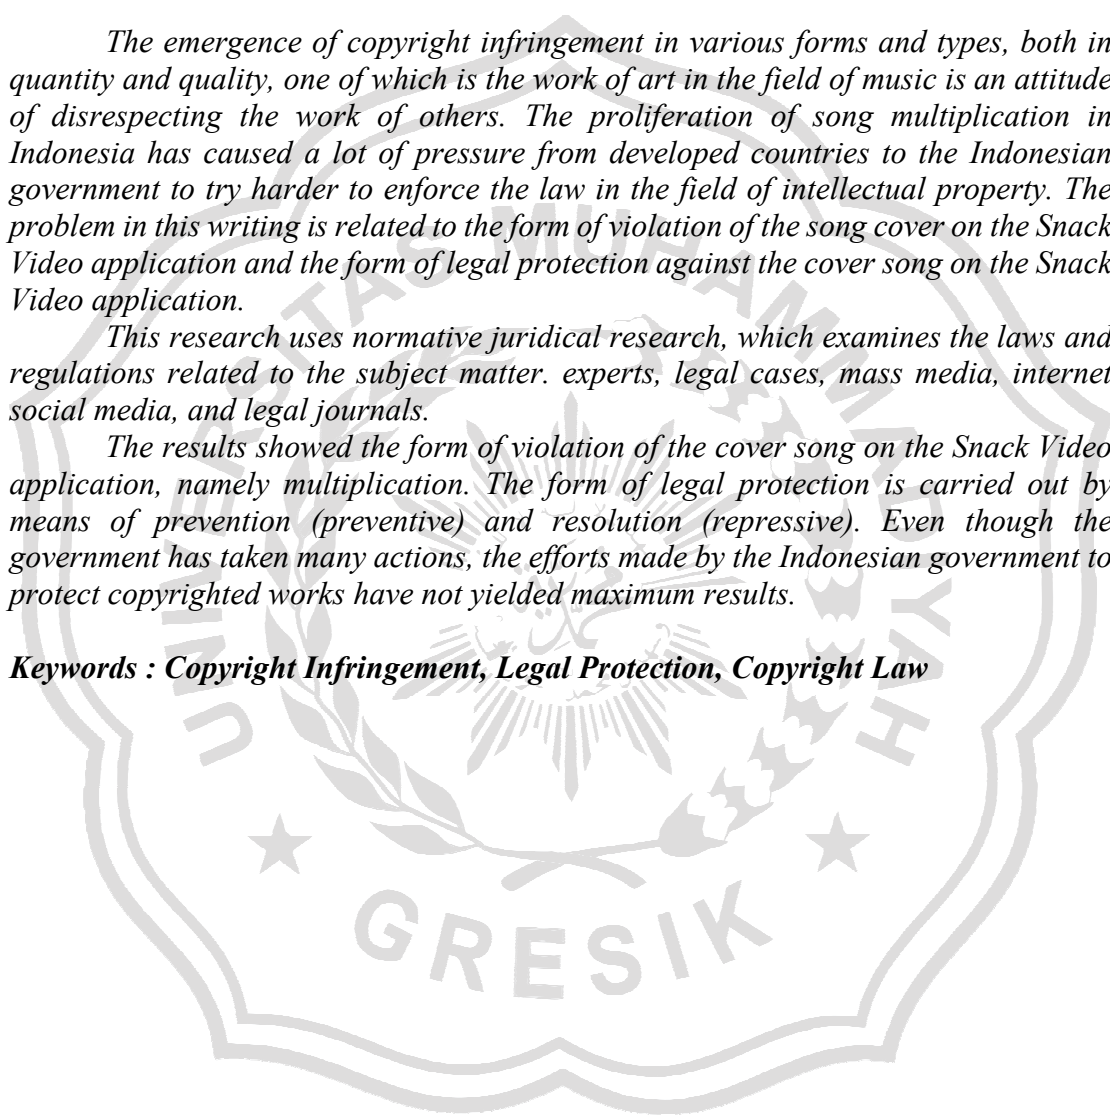 The emergence of copyright infringement in various forms and types, both in
quantity and quality, one of which is the work of art in the field of music is an attitude
of disrespecting the work of others. The proliferation of song multiplication in
Indonesia has caused a lot of pressure from developed countries to the Indonesian
government to try harder to enforce the law in the field of intellectual property. The
problem in this writing is related to the form of violation of the song cover on the Snack
Video application and the form of legal protection against the cover song on the Snack
Video application.
This research uses normative juridical research, which examines the laws and
regulations related to the subject matter. experts, legal cases, mass media, internet
social media, and legal journals.
The results showed the form of violation of the cover song on the Snack Video
application, namely multiplication. The form of legal protection is carried out by
means of prevention (preventive) and resolution (repressive). Even though the
government has taken many actions, the efforts made by the Indonesian government to
protect copyrighted works have not yielded maximum results.
Keywords : Copyright Infringement, Legal Protection, Copyright Law
UNIVERSITAS MUHAMMADIYAH
GRESIK